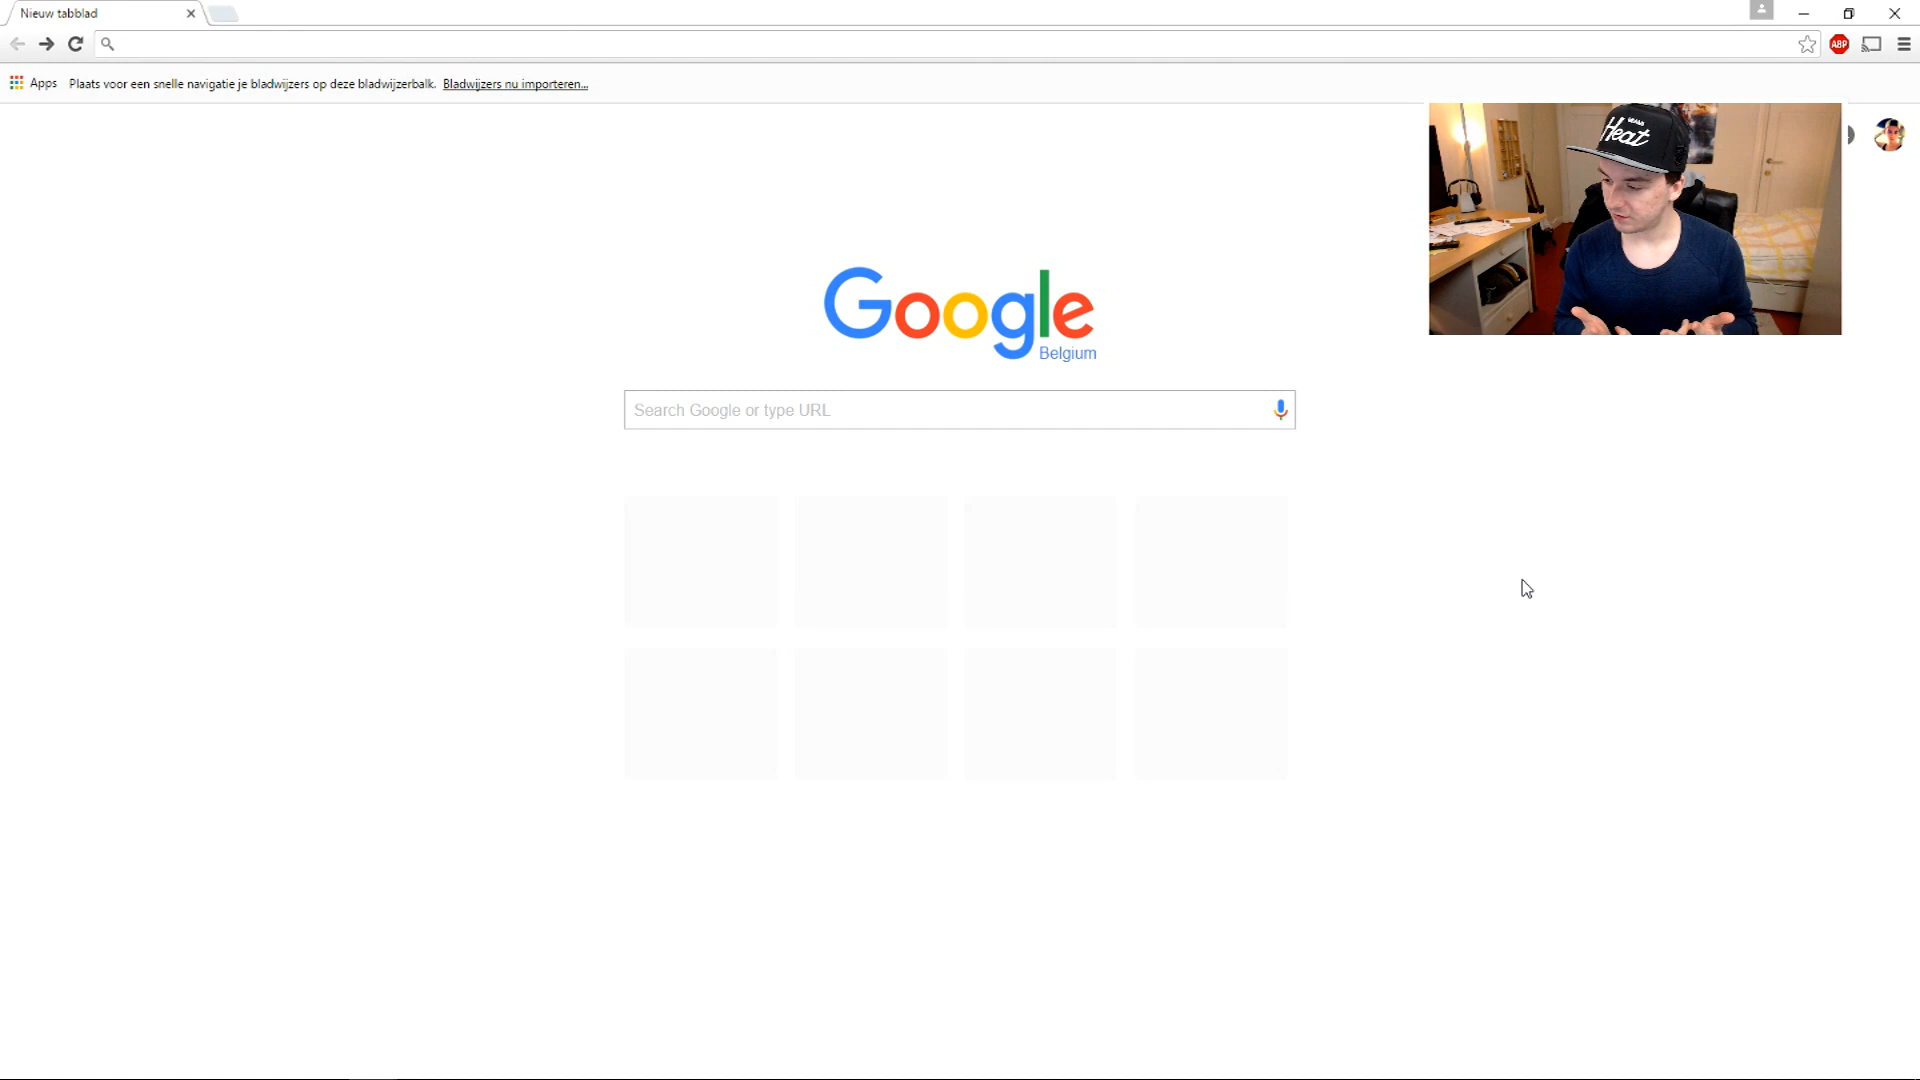 Nieuw tabblad
ABP
Apps Plaats voor een snelle navigatie je bladwijzers op deze bladwijzerbalk. Bladwijzers nu importeren...
Heat
Google
Belgium
Search Google or type URL